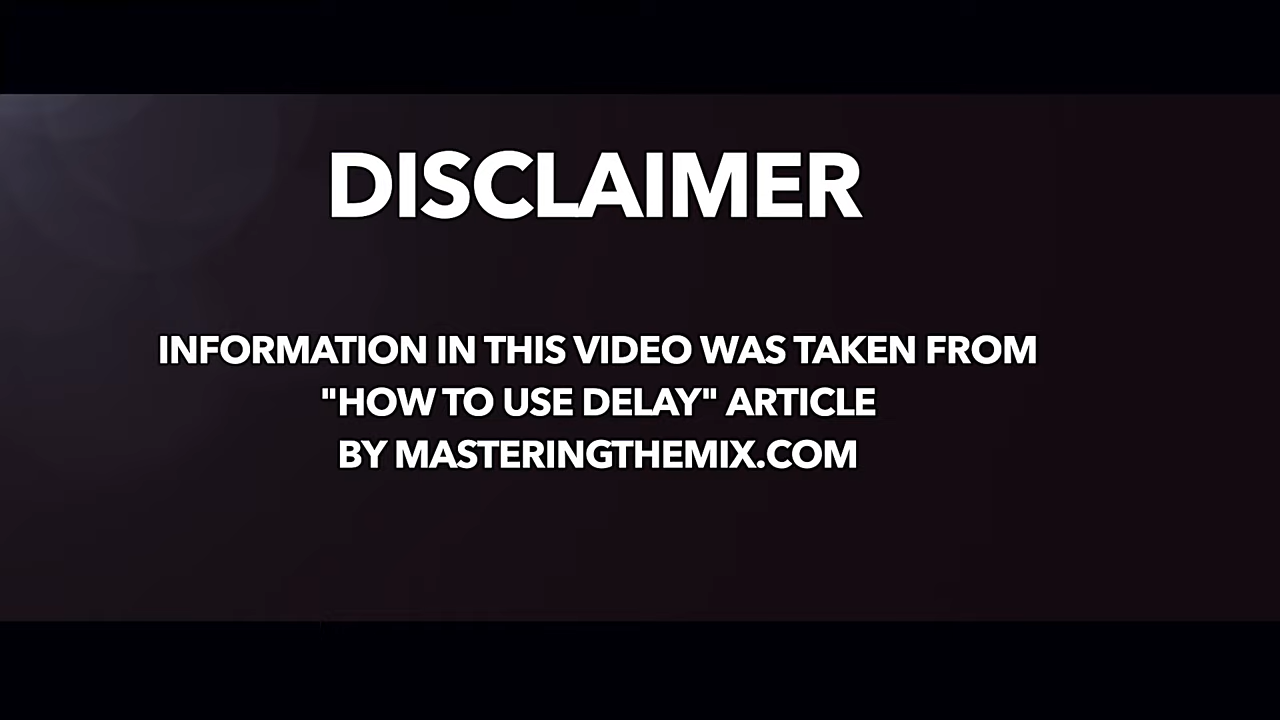 DISCLAIMER
INFORMATION IN THIS VIDEO WAS TAKEN FROM
"HOW TO USE DELAY" ARTICLE
BY MASTERINGTHEMIX.COM